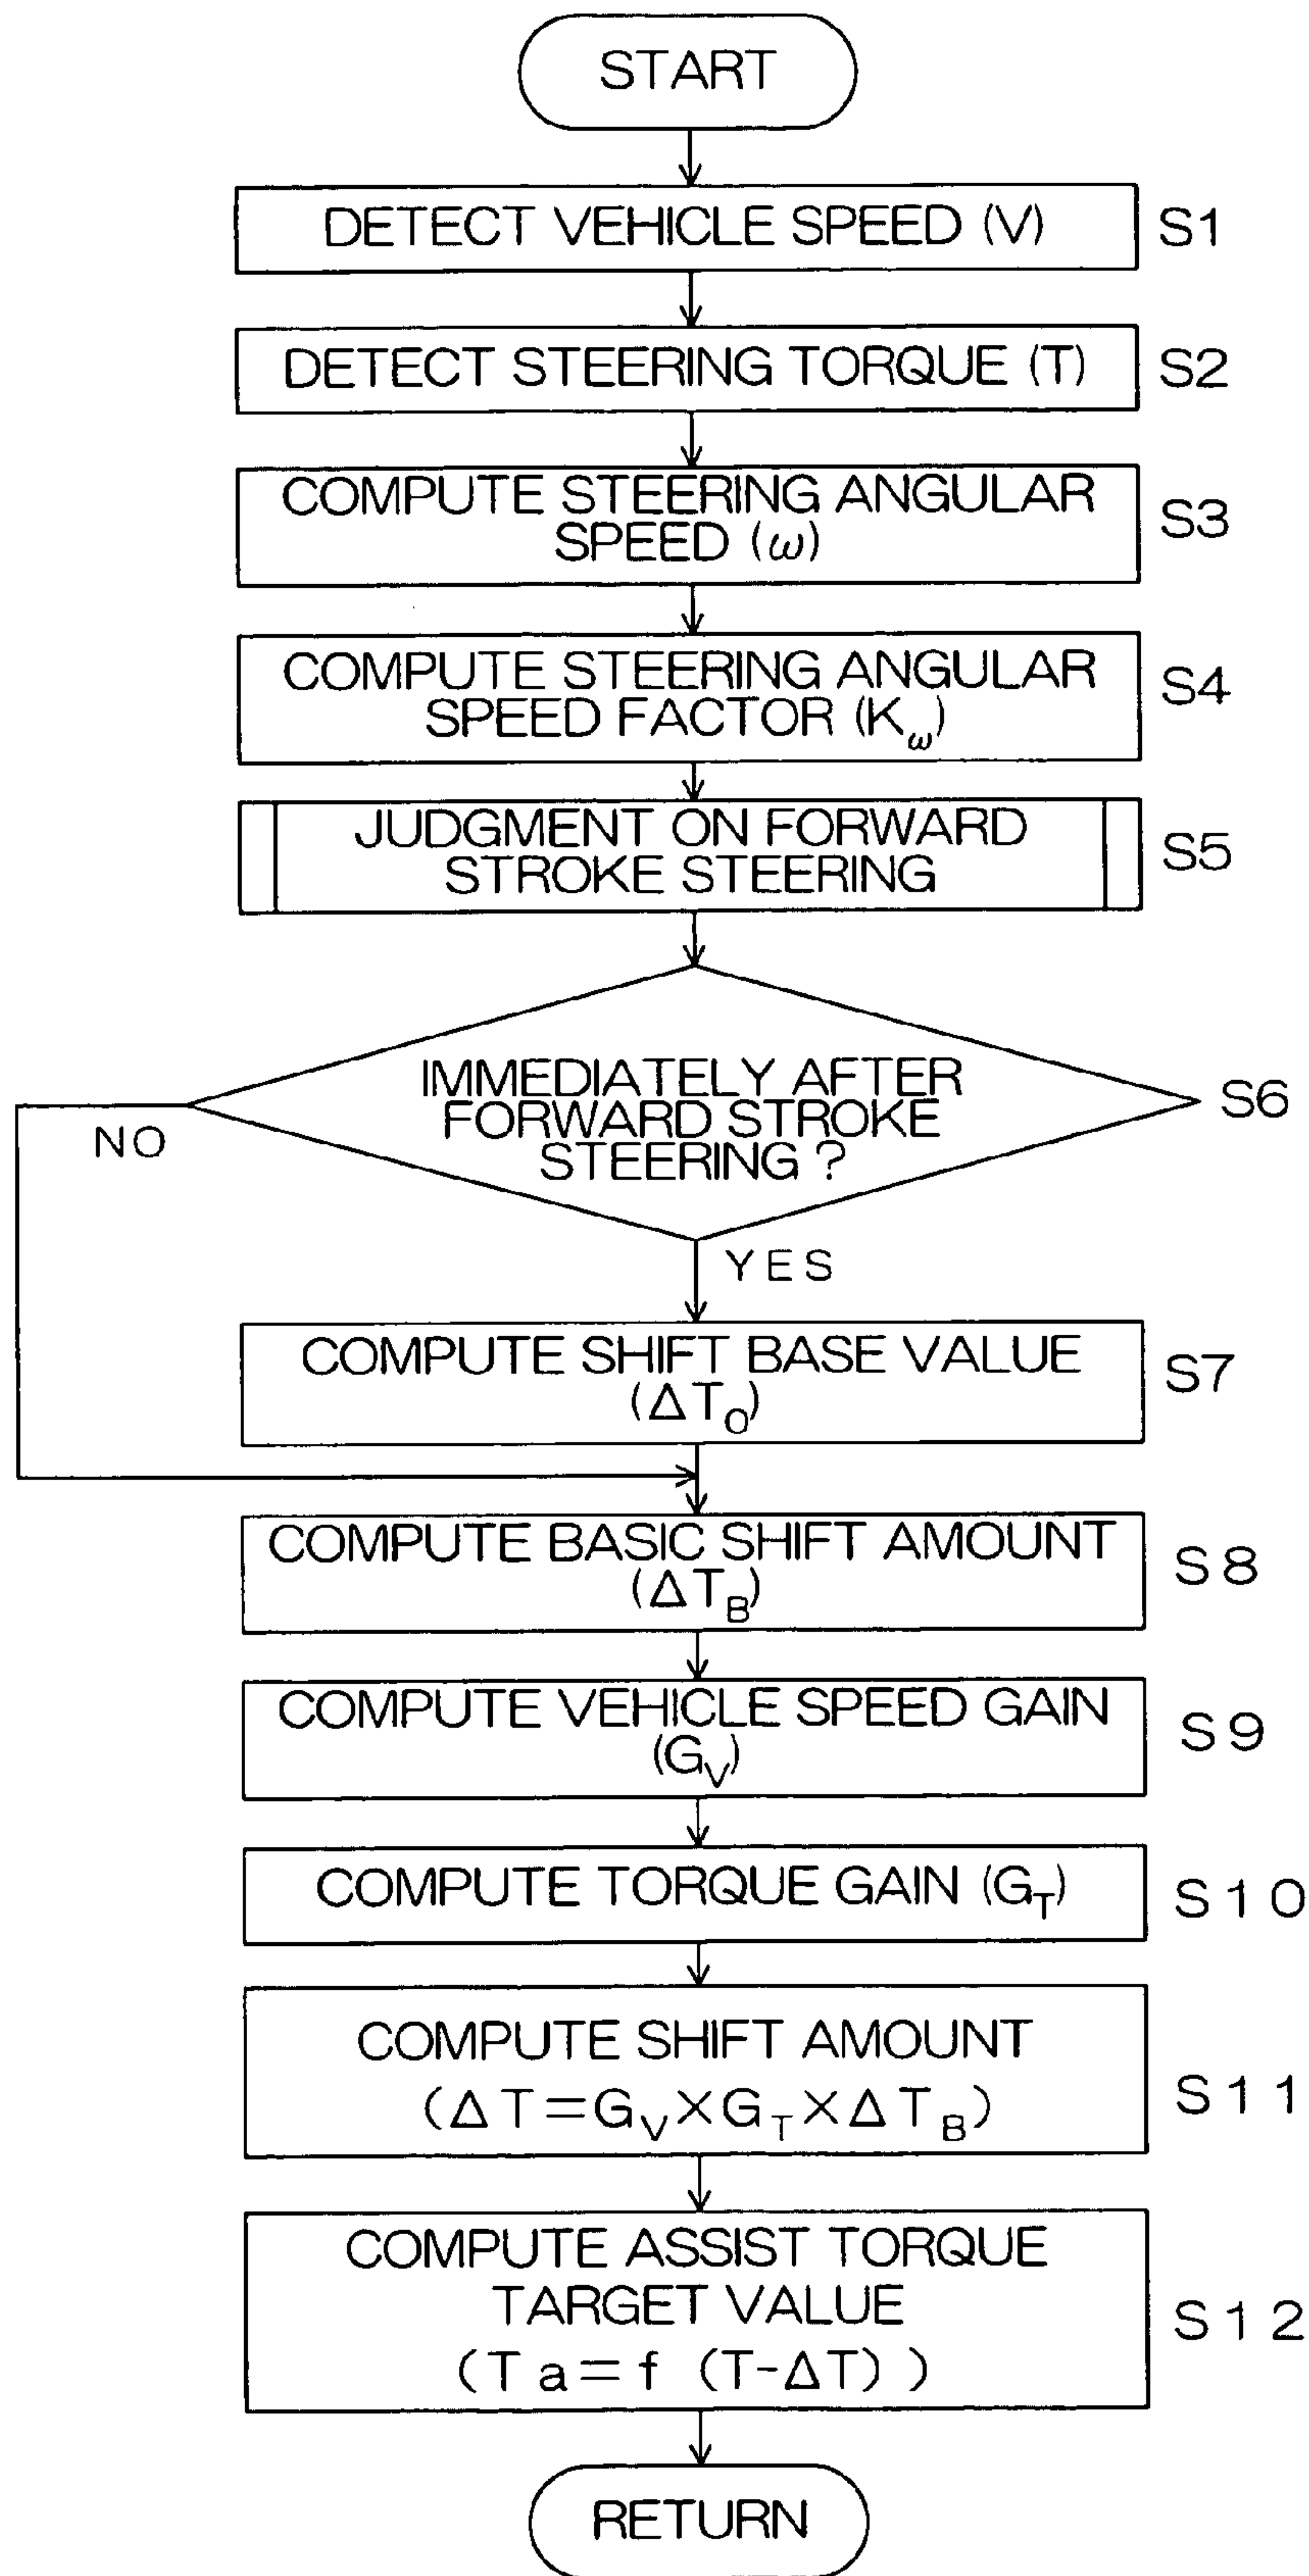 START
DETECT VEHICLE SPEED (V)
S1
DETECT STEERING TORQUE (T)
S2
COMPUTE STEERING ANGULAR
SPEED (ω)
S3
COMPUTE STEERING ANGULAR
SPEED FACTOR (Kω)
S4
JUDGMENT ON FORWARD
STROKE STEERING
S5
IMMEDIATELY AFTER
FORWARD STROKE
STEERING ?
S6
NO
YES
COMPUTE SHIFT BASE VALUE
(ΔTO)
S7
COMPUTE BASIC SHIFT AMOUNT
(ΔTB)
S8
COMPUTE VEHICLE SPEED GAIN
(GV)
S9
COMPUTE TORQUE GAIN (GT)
S10
COMPUTE SHIFT AMOUNT
(ΔT=GV×GT×ΔTB)
S11
COMPUTE ASSIST TORQUE
TARGET VALUE
(Ta=f (T-ΔT))
S12
RETURN